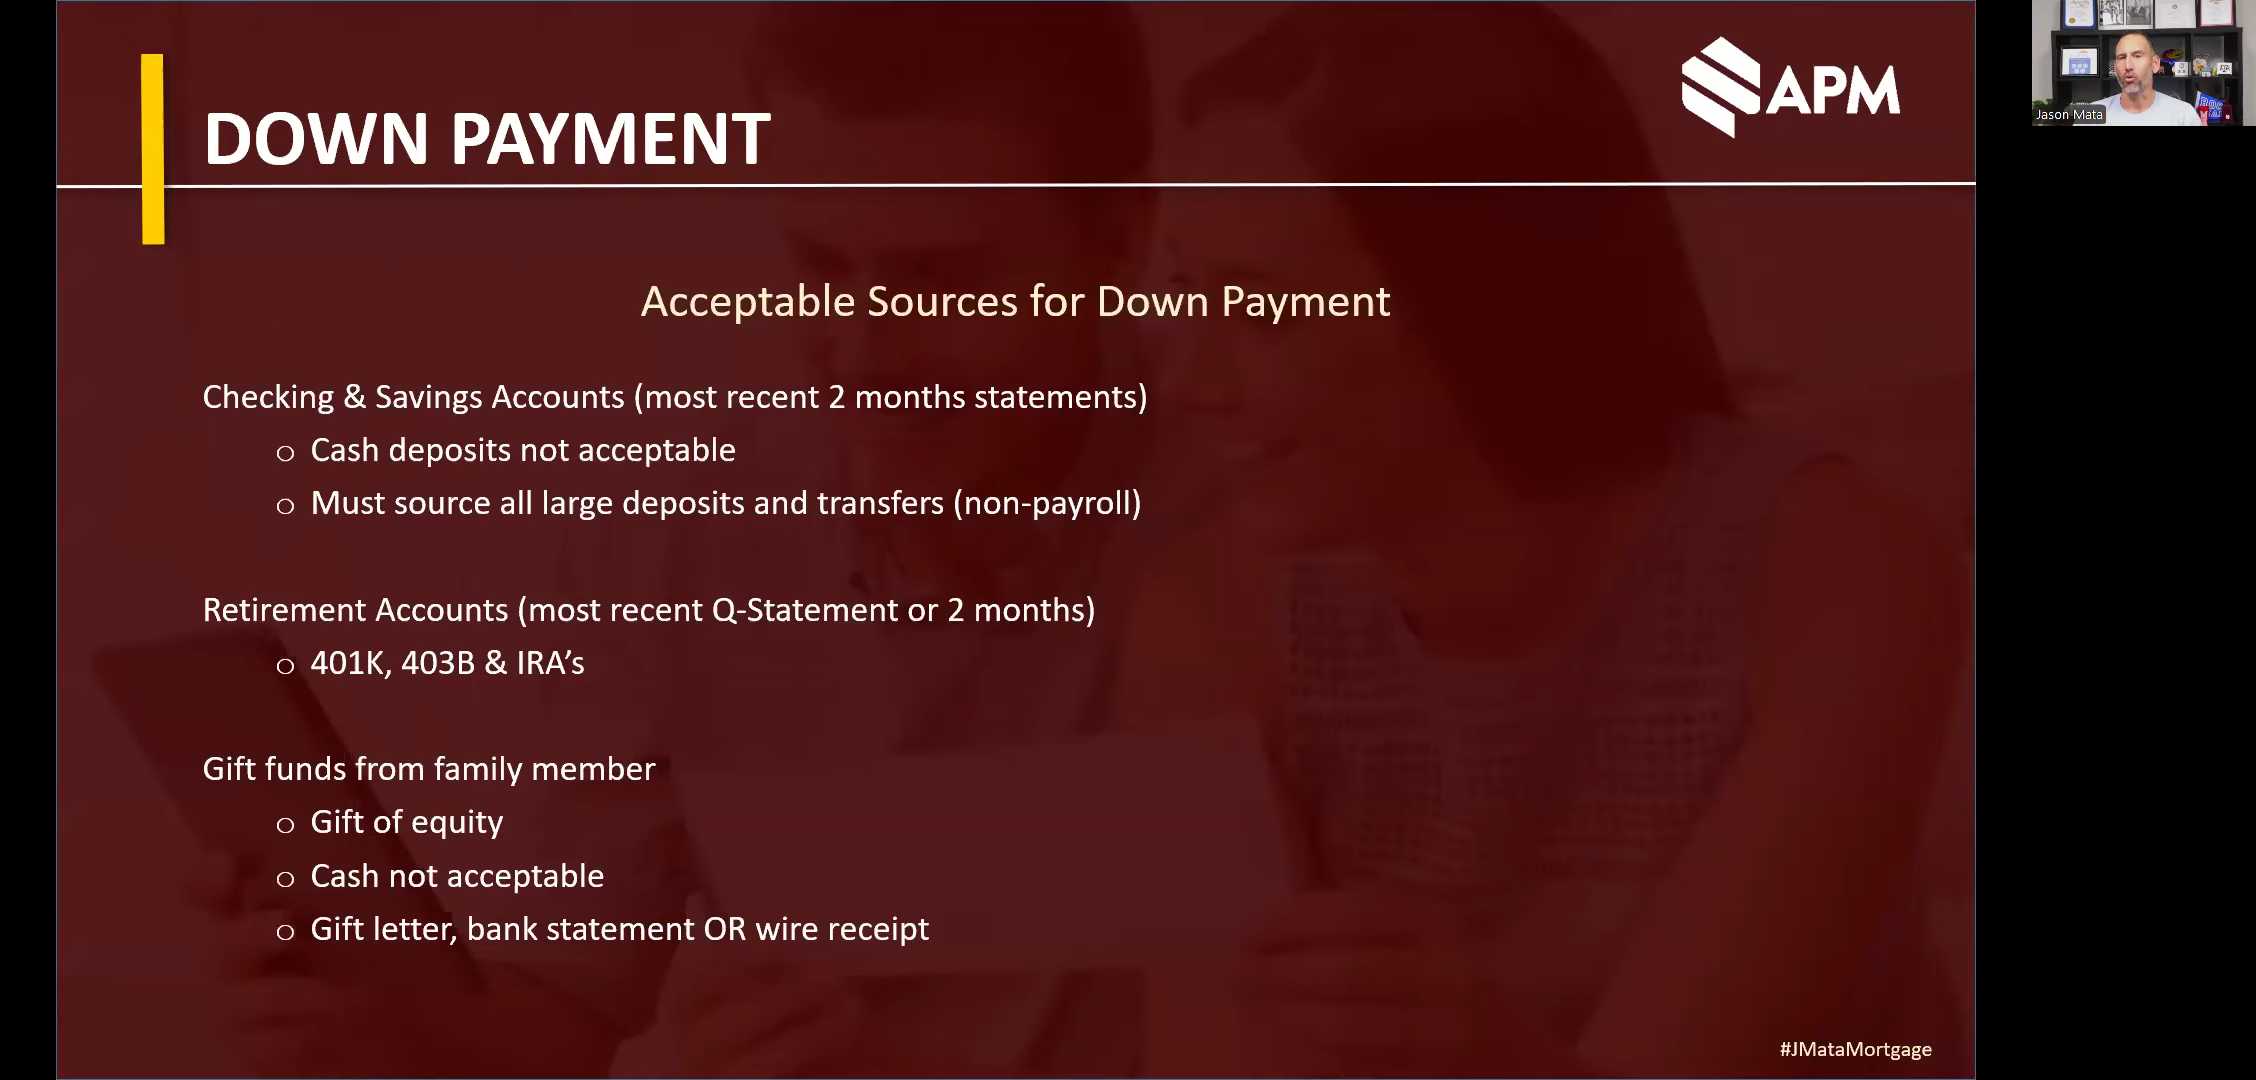 DOWN PAYMENT
APM
Jason Mata
Acceptable Sources for Down Payment
Checking & Savings Accounts (most recent 2 months statements)
o Cash deposits not acceptable
o Must source all large deposits and transfers (non-payroll)
Retirement Accounts (most recent Q-Statement or 2 months)
o 401K, 403B & IRA’s
Gift funds from family member
o Gift of equity
o Cash not acceptable
o Gift letter, bank statement OR wire receipt
#JMataMortgage